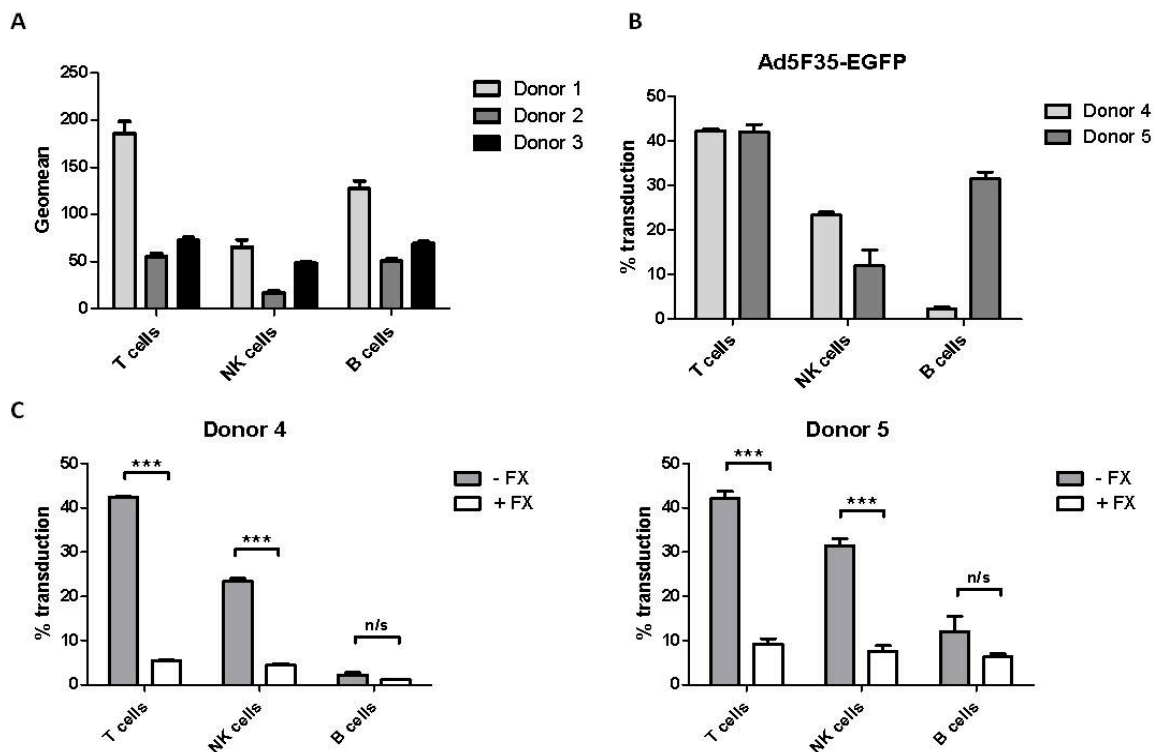 A
250
200
150
100
50
0
Geomean
T cells
NK cells
B cells
Donor 1
Donor 2
Donor 3
B
Ad5F35-EGFP
50
40
30
20
10
0
% transduction
T cells
NK cells
B cells
Donor 4
Donor 5
C
Donor 4
50
40
30
20
10
0
% transduction
***
***
n/s
T cells
NK cells
B cells
- FX
+ FX
Donor 5
50
40
30
20
10
0
% transduction
***
***
n/s
T cells
NK cells
B cells
- FX
+ FX